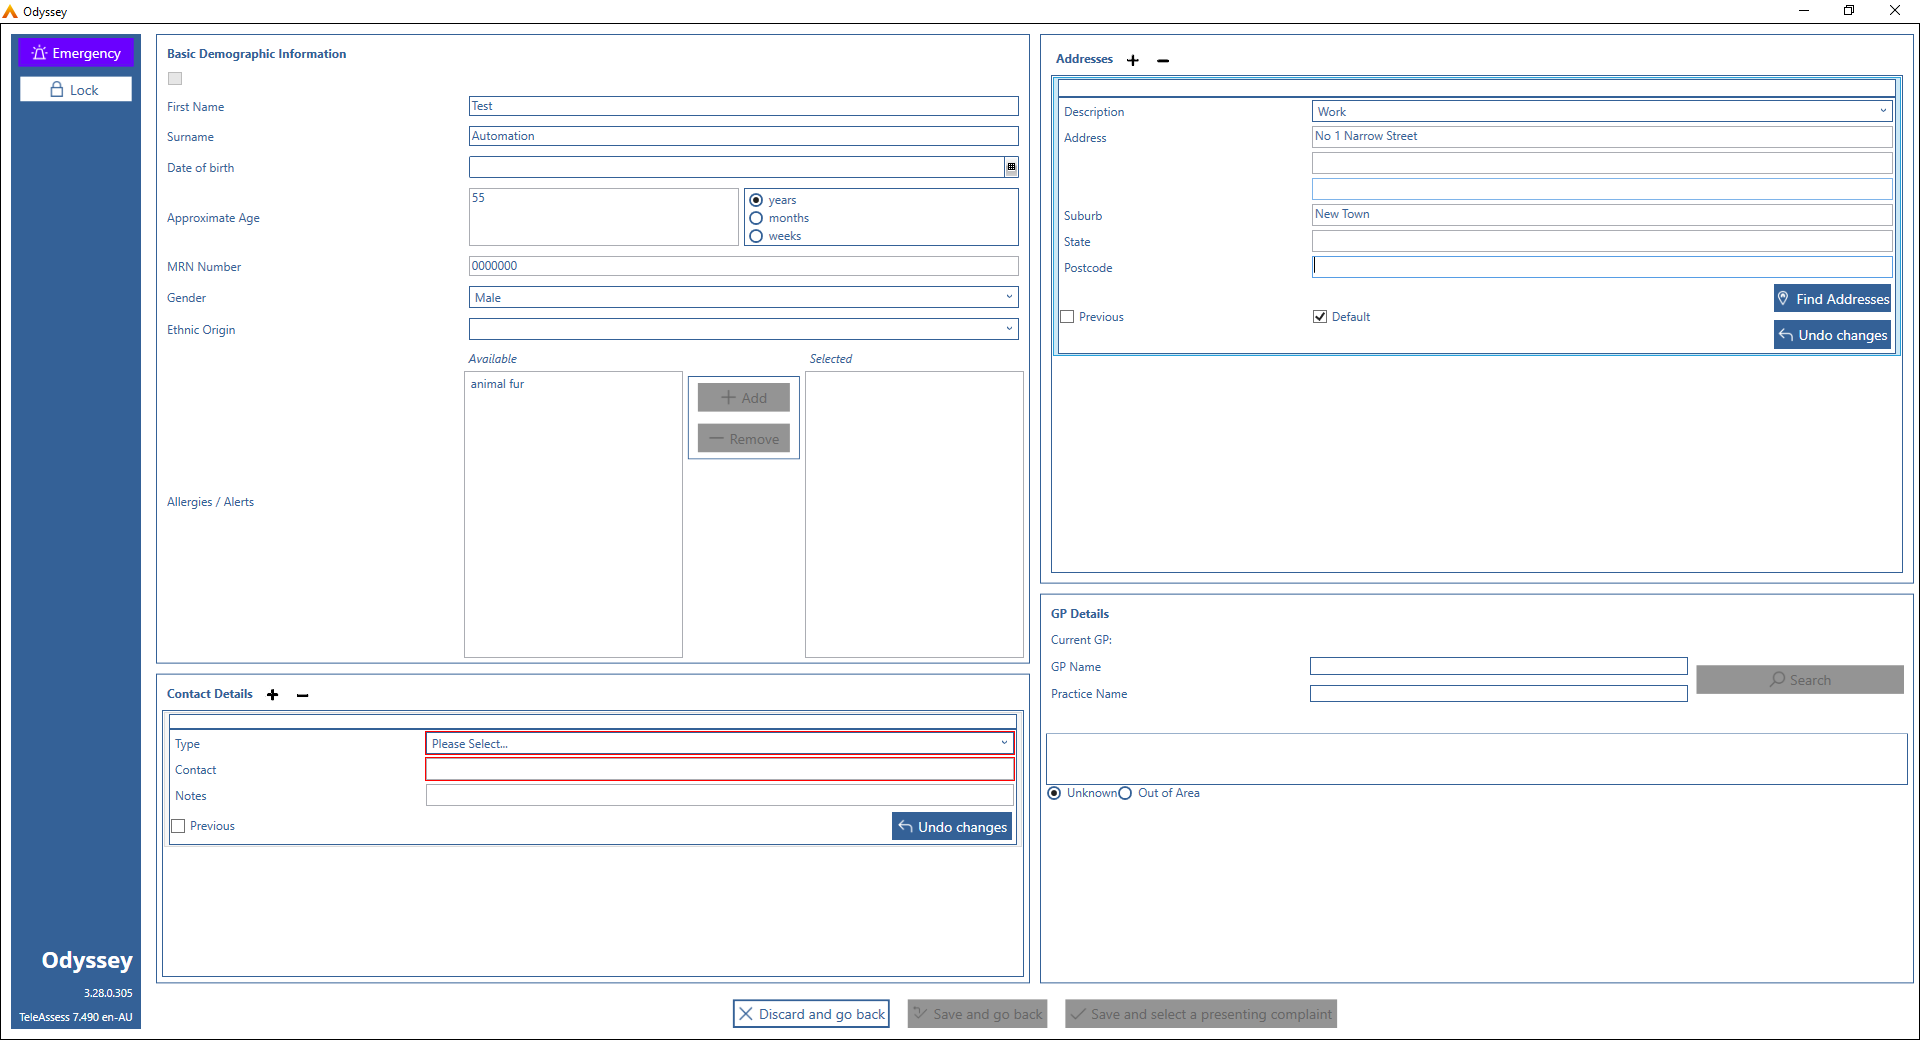 Odyssey
Emergency
Lock
Basic Demographic Information
First Name
Test
Surname
Automation
Date of birth
Approximate Age
55
years
months
weeks
MRN Number
0000000
Gender
Male
Ethnic Origin
Available
Selected
Allergies / Alerts
animal fur
Add
Remove
Contact Details
Type
Please Select...
Contact
Notes
Previous
Undo changes
Addresses
Description
Work
Address
No 1 Narrow Street
Suburb
New Town
State
Postcode
Find Addresses
Previous
Default
Undo changes
GP Details
Current GP:
GP Name
Practice Name
Search
Unknown
Out of Area
Odyssey
3.28.0.305
TeleAssess 7.490 en-AU
Discard and go back
Save and go back
Save and select a presenting complaint